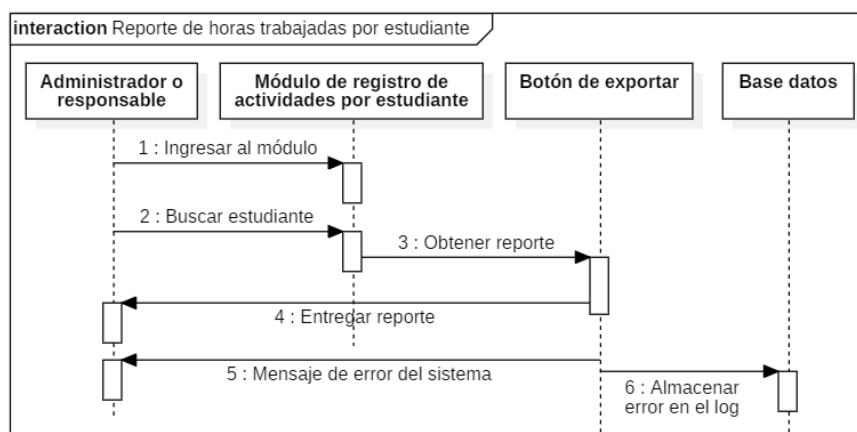 interaction Reporte de horas trabajadas por estudiante
Administrador o
responsable
Módulo de registro de
actividades por estudiante
Botón de exportar
Base datos
1 : Ingresar al módulo
2 : Buscar estudiante
3 : Obtener reporte
4 : Entregar reporte
5 : Mensaje de error del sistema
6 : Almacenar
error en el log